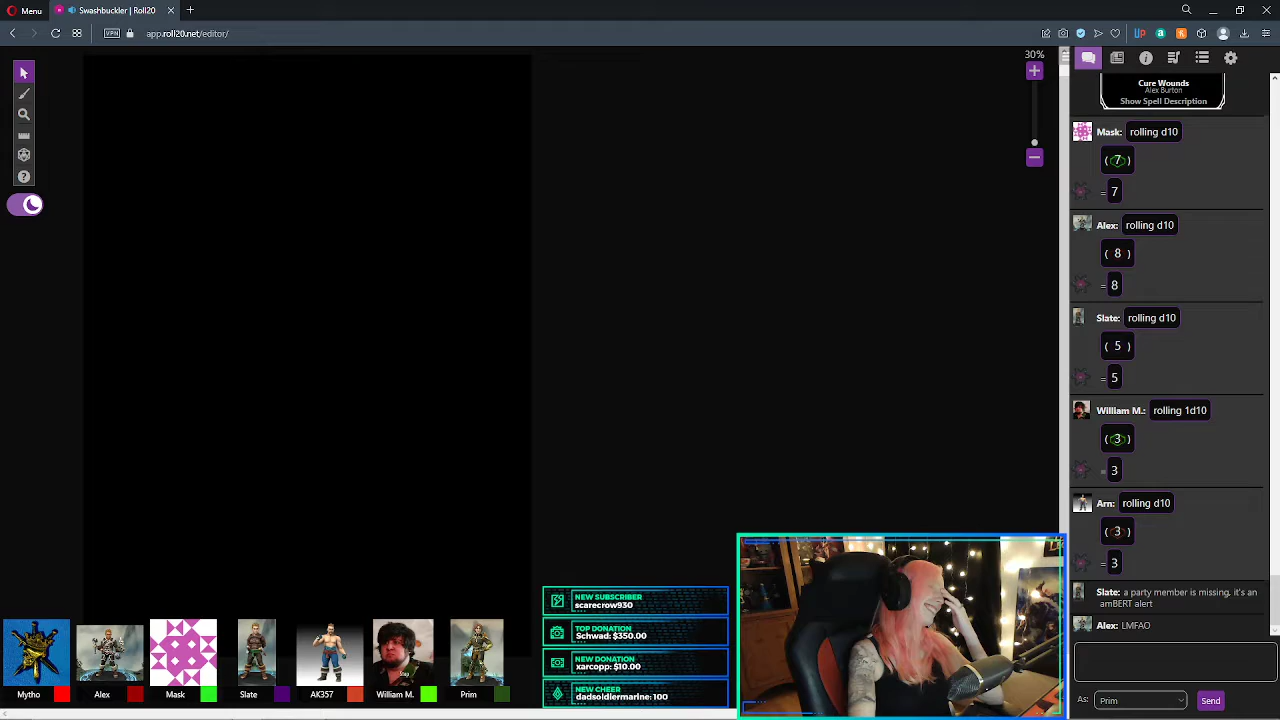 Menu
Swashbuckler | Roll20
VPN
app.roll20.net/editor/
Up
a
30%
Cure Wounds
Alex Burton
Show Spell Description
Mask: rolling d10
( 7 )
=7
Alex: rolling d10
( 8 )
=8
Slate: rolling d10
( 5 )
=5
William M.: rolling 1d10
( 3 )
=3
Arn: rolling d10
( 3 )
=3
Slate: a party member is missing. it's an
amBERT alert
Alex: LMFAO
As: Prim
Send
NEW SUBSCRIBER
scarecrow930
TOP DONATION
Schwad: $350.00
NEW DONATION
xarcopp: $10.00
NEW CHEER
dadsoldiermarine: 100
Mytho
Alex
Mask
Slate
AK357
William M.
Prim